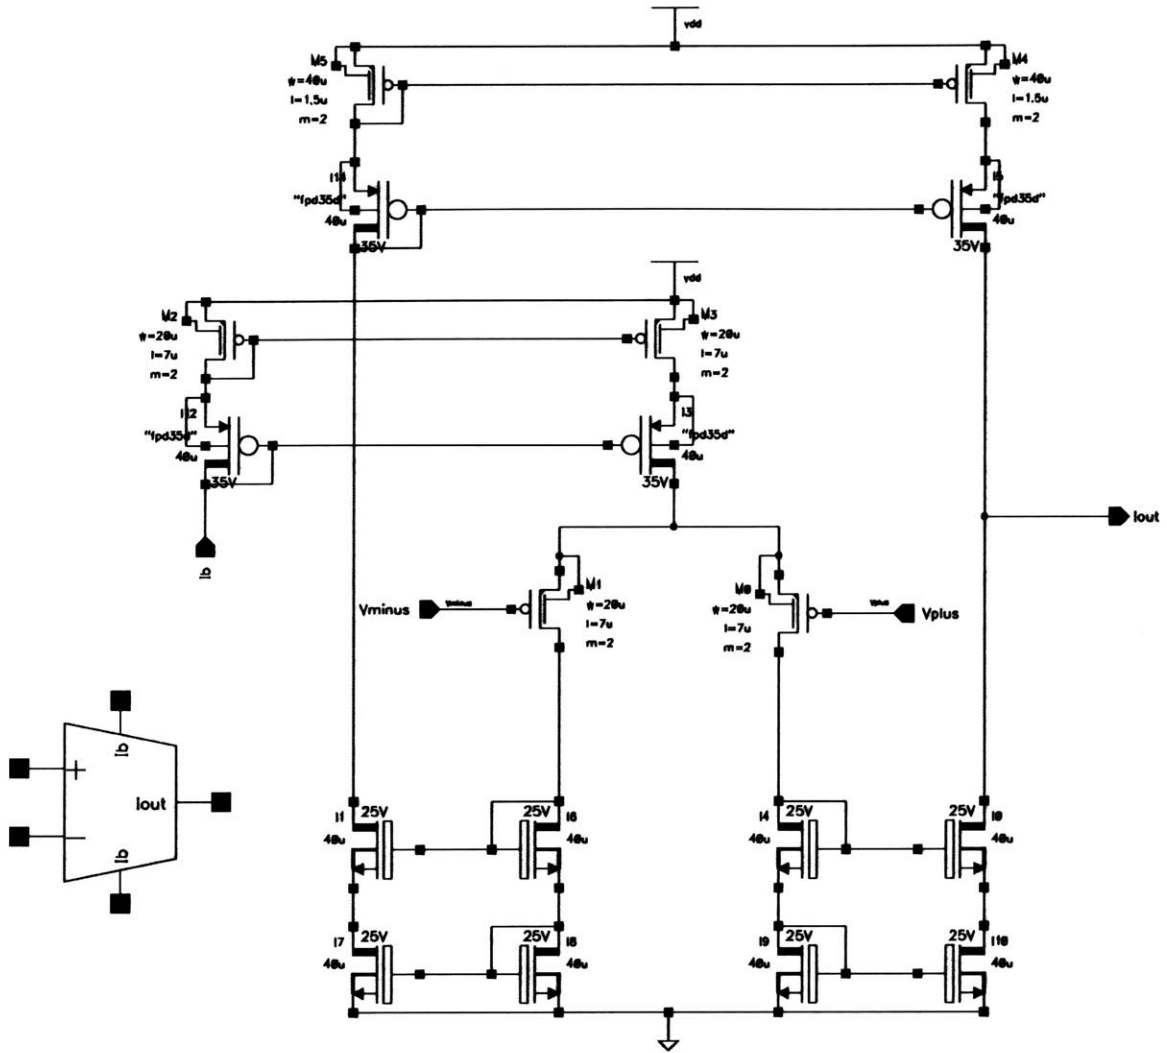 vdd
M5
w=40u
l=1.5u
m=2
M4
w=40u
l=1.5u
m=2
I14
"fpd35d"
40u
35V
I5
"fpd35d"
40u
35V
vdd
M2
w=20u
l=7u
m=2
M3
w=20u
l=7u
m=2
I12
"fpd35d"
40u
35V
I3
"fpd35d"
40u
35V
Ib
Iout
M1
w=20u
l=7u
m=2
M0
w=20u
l=7u
m=2
Vminus
Vminus
Vplus
Vplus
Ib
+
Iout
−
Ib
I1
25V
40u
25V
I6
40u
I4
25V
40u
25V
I0
40u
I7
25V
40u
25V
I8
40u
I9
25V
40u
25V
I10
40u